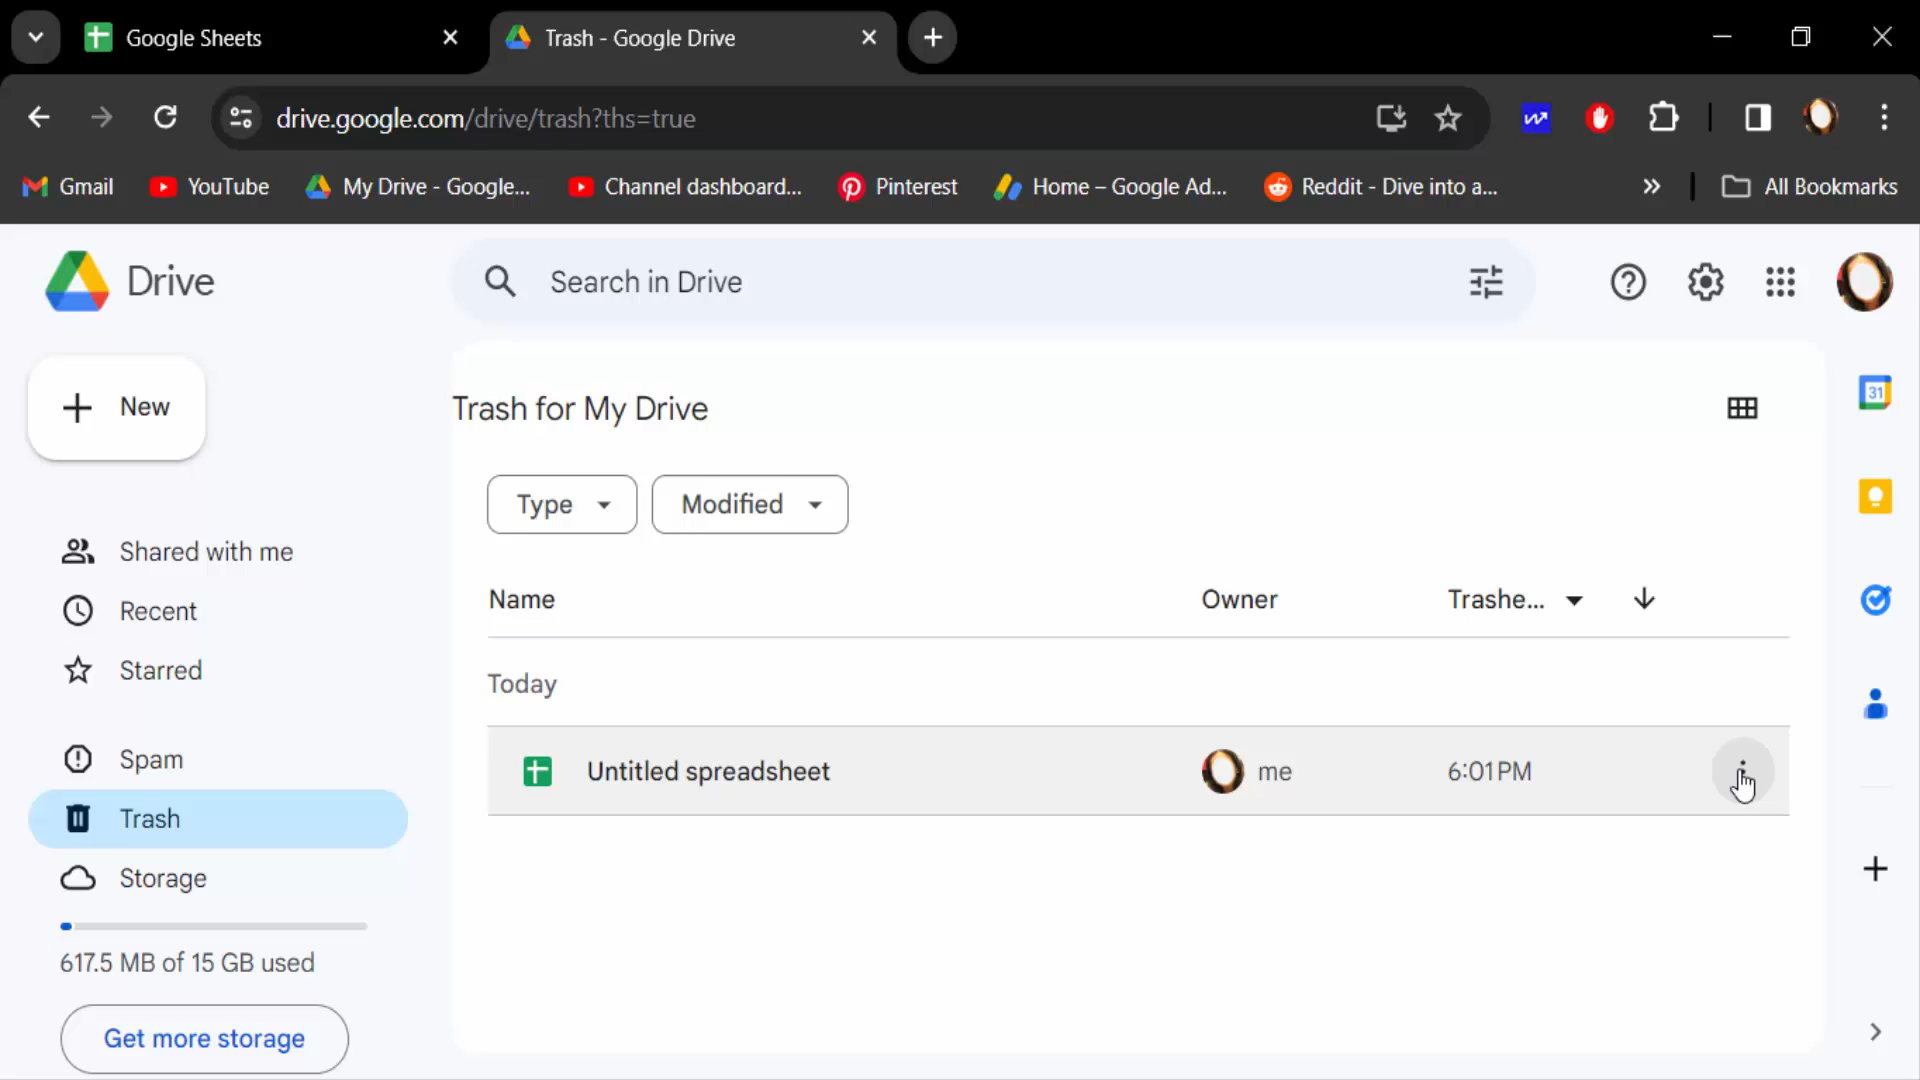 Google Sheets
Trash - Google Drive
drive.google.com/drive/trash?ths=true
Gmail
YouTube
My Drive - Google...
Channel dashboard...
Pinterest
Home – Google Ad...
Reddit - Dive into a...
All Bookmarks
Drive
Search in Drive
New
Trash for My Drive
Type
Modified
Shared with me
Recent
Starred
Spam
Trash
Storage
617.5 MB of 15 GB used
Get more storage
Name Owner Trashe...
Today
Untitled spreadsheet me 6:01 PM
31